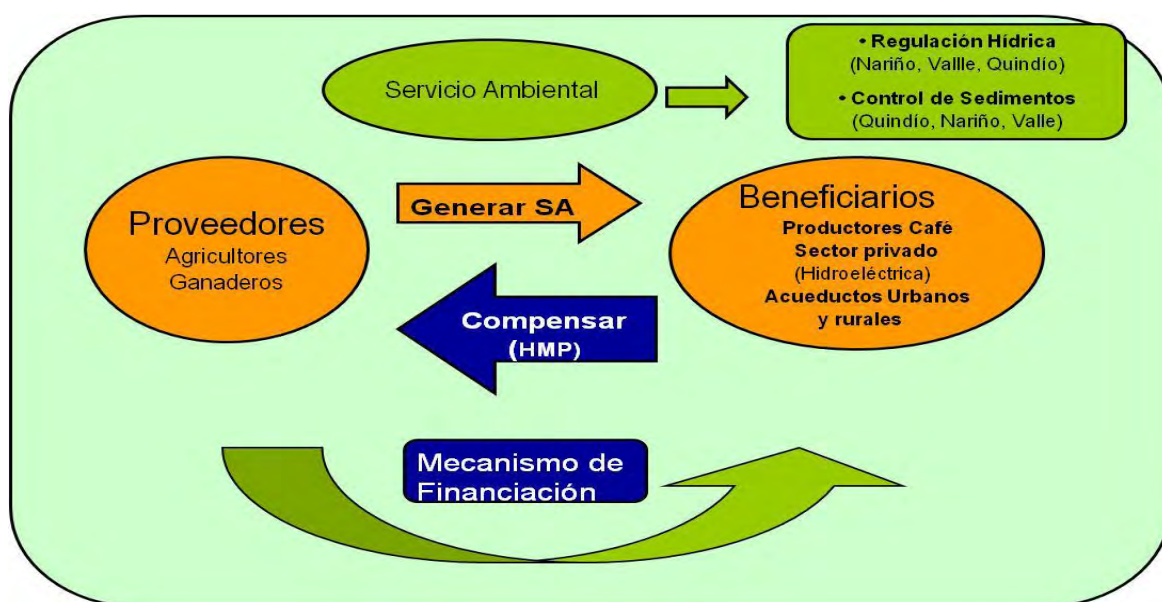 Servicio Ambiental
• Regulación Hídrica
(Nariño, Vallle, Quindío)
• Control de Sedimentos
(Quindío, Nariño, Valle)
Proveedores
Agricultores
Ganaderos
Generar SA
Beneficiarios
Productores Café
Sector privado
(Hidroeléctrica)
Acueductos Urbanos
y rurales
Compensar
(HMP)
Mecanismo de
Financiación